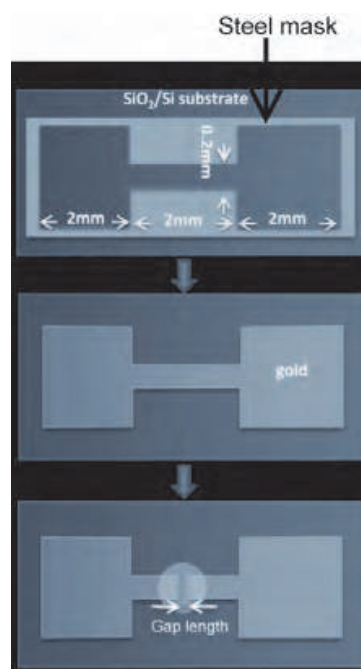 Steel mask
SiO₂/Si substrate
0.2mm
2mm
2mm
2mm
gold
Gap length